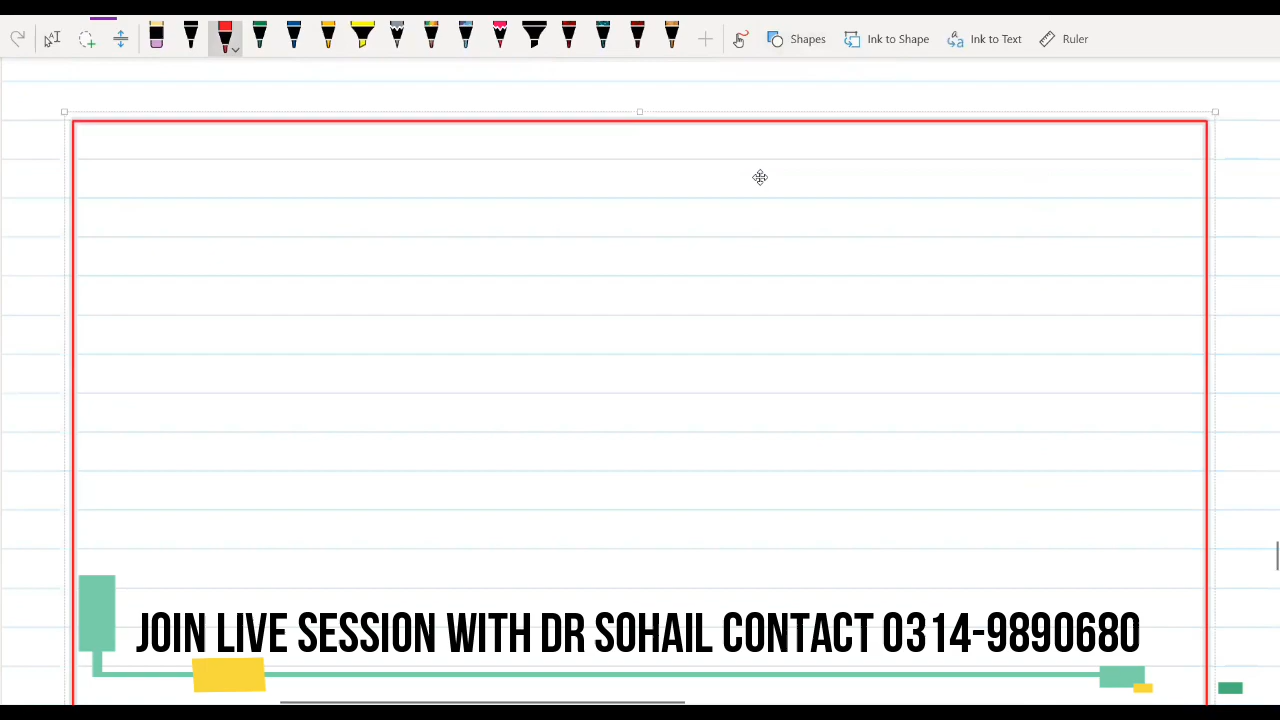 Shapes
Ink to Shape
Ink to Text
Ruler
JOIN LIVE SESSION WITH DR SOHAIL CONTACT 0314-9890680